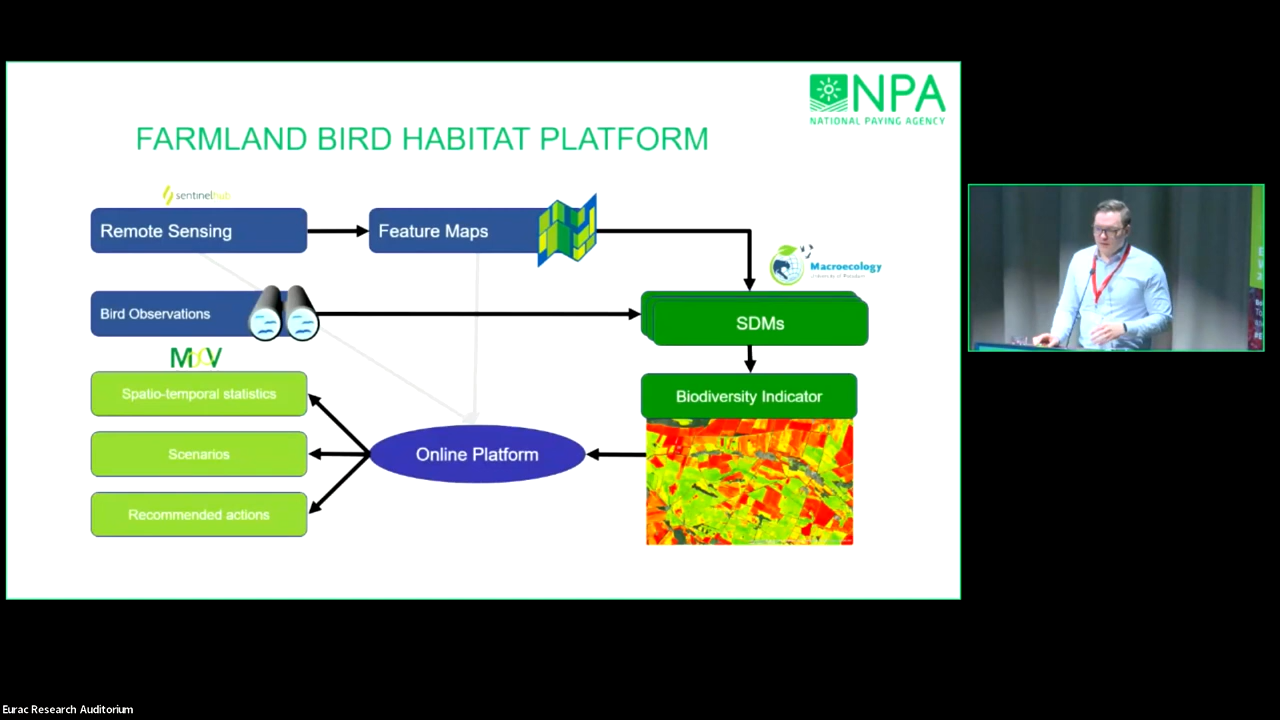 NPA
NATIONAL PAYING AGENCY
FARMLAND BIRD HABITAT PLATFORM
sentinelhub
Remote Sensing
Feature Maps
Macroecology
Bird Observations
SDMs
Spatio-temporal statistics
Biodiversity Indicator
Scenarios
Online Platform
Recommended actions
Eurac Research Auditorium